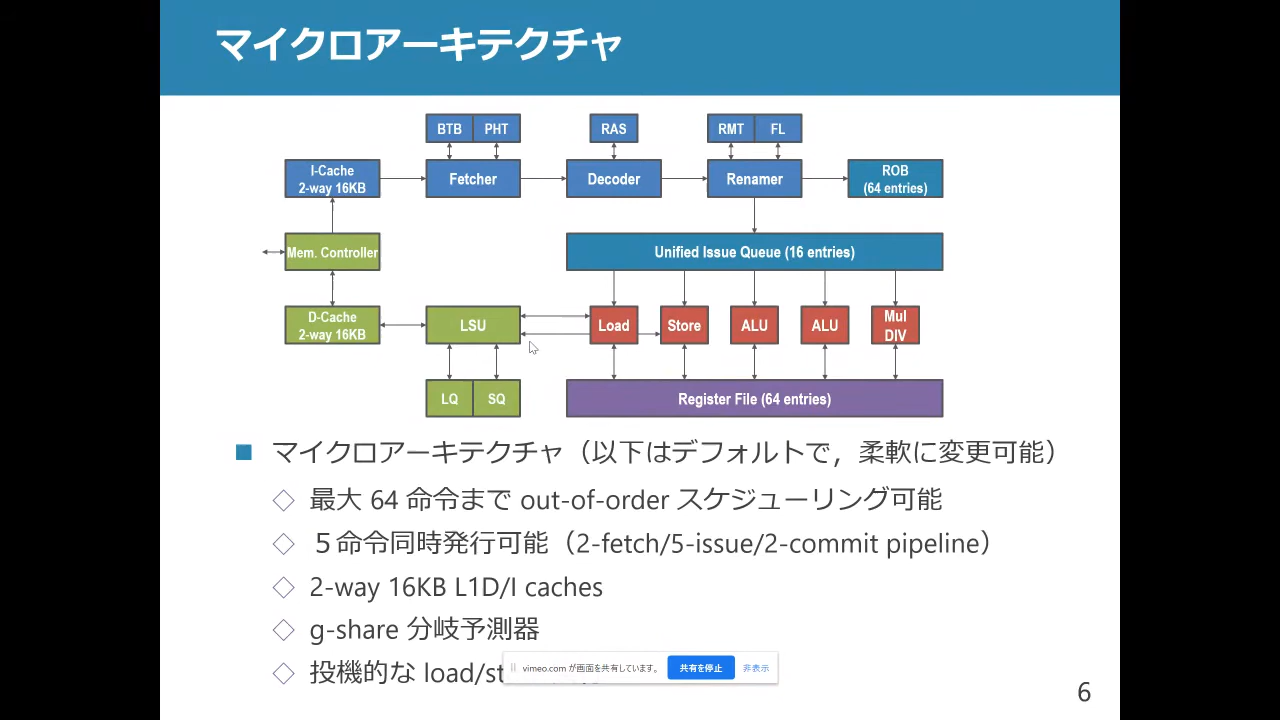 マイクロアーキテクチャ
BTB PHT RAS RMT FL
I-Cache
2-way 16KB
Fetcher
Decoder
Renamer
ROB
(64 entries)
Mem. Controller
Unified Issue Queue (16 entries)
D-Cache
2-way 16KB
LSU
Load
Store
ALU
ALU
Mul
DIV
LQ SQ
Register File (64 entries)
マイクロアーキテクチャ（以下はデフォルトで，柔軟に変更可能）
最大 64 命令まで out-of-order スケジューリング可能
５命令同時発行可能（2-fetch/5-issue/2-commit pipeline）
2-way 16KB L1D/I caches
g-share 分岐予測器
投機的な
vimeo.com が画面を共有しています。 共有を停止 非表示
6